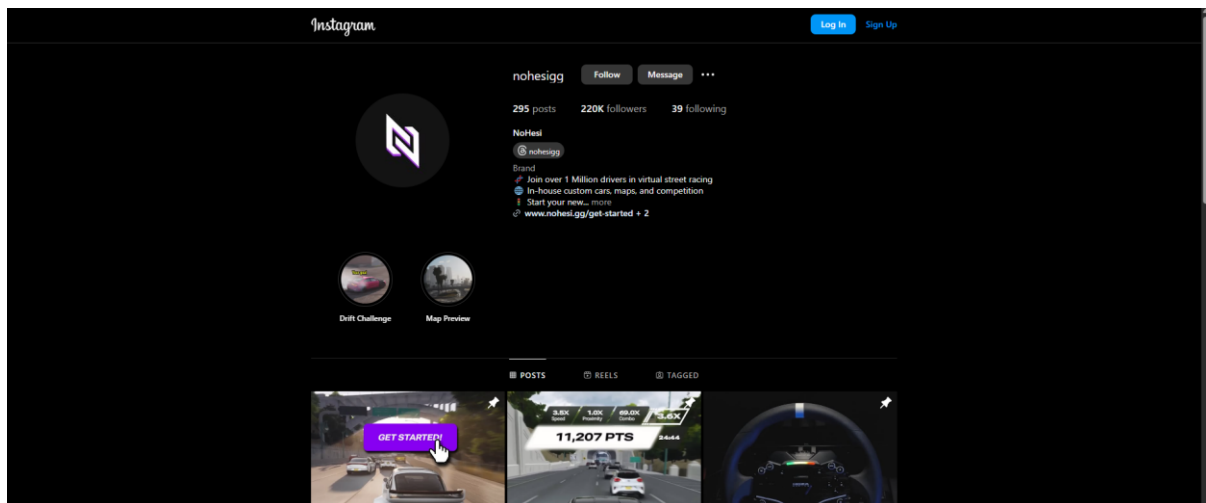 Instagram
Log In
Sign Up
nohesigg
Follow
Message
295 posts
220K followers
39 following
NoHesi
nohesigg
Brand
Join over 1 Million drivers in virtual street racing
In-house custom cars, maps, and competition
Start your new... more
www.nohesi.gg/get-started + 2
Drift Challenge
Map Preview
POSTS
REELS
TAGGED
GET STARTED!
3.5X
1.0X
69.0X
3.6X
Speed
Proximity
Combo
11,207 PTS
24:44